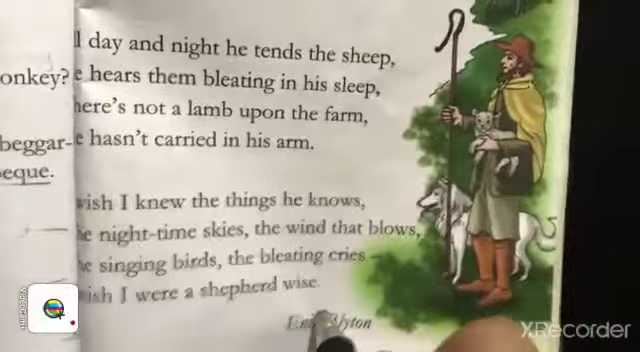 l day and night he tends the sheep,
onkey? e hears them bleating in his sleep,
here's not a lamb upon the farm,
beggar- e hasn't carried in his arm.
eque.
wish I knew the things he knows,
he night-time skies, the wind that blows,
he singing birds, the bleating cries
ish I were a shepherd wise.
Blyton
XRecorder